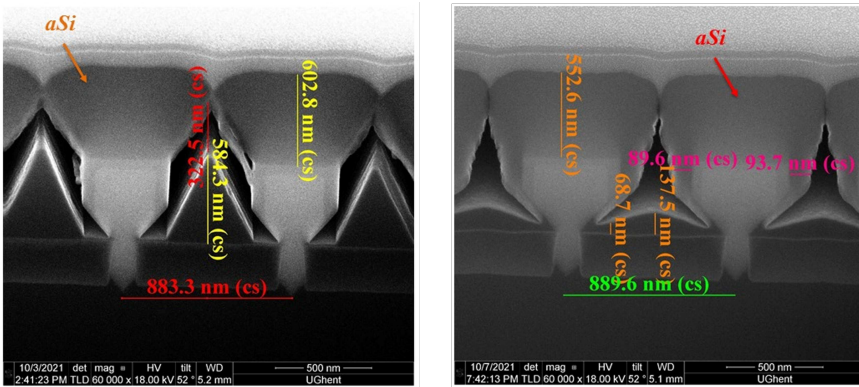 aSi
602.8 nm (cs)
322.5 nm (cs)
584.3 nm (cs)
883.3 nm (cs)
10/3/2021 det mag HV tilt WD
2:41:23 PM TLD 60 000 x 18.00 kV 52 ° 5.2 mm
500 nm
UGhent
aSi
552.6 nm (cs)
89.6 nm (cs)
93.7 nm (cs)
68.7 nm (cs)
137.5 nm (cs)
889.6 nm (cs)
10/7/2021 det mag HV tilt WD
7:42:13 PM TLD 60 000 x 18.00 kV 52 ° 5.1 mm
500 nm
UGhent